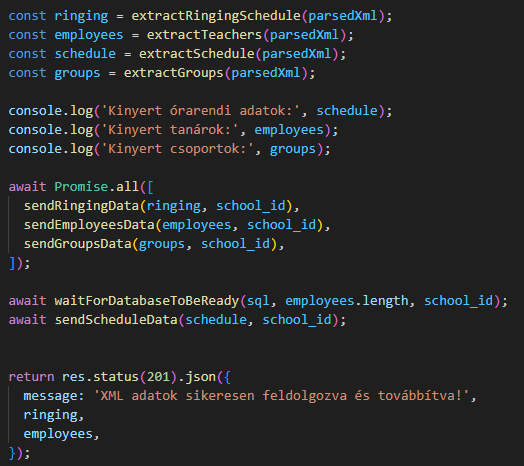 const ringing = extractRingingSchedule(parsedXml);
const employees = extractTeachers(parsedXml);
const schedule = extractSchedule(parsedXml);
const groups = extractGroups(parsedXml);
console.log('Kinyert órarendi adatok:', schedule);
console.log('Kinyert tanárok:', employees);
console.log('Kinyert csoportok:', groups);
await Promise.all([
sendRingingData(ringing, school_id),
sendEmployeesData(employees, school_id),
sendGroupsData(groups, school_id),
]);
await waitForDatabaseToBeReady(sql, employees.length, school_id);
await sendScheduleData(schedule, school_id);
return res.status(201).json({
message: 'XML adatok sikeresen feldolgozva és továbbítva!',
ringing,
employees,
});